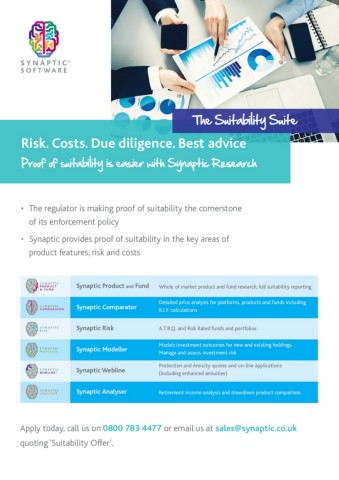 SYNAPTIC®
SOFTWARE
The Suitability Suite
Risk. Costs. Due diligence. Best advice
Proof of suitability is easier with Synaptic Research
• The regulator is making proof of suitability the cornerstone
of its enforcement policy
• Synaptic provides proof of suitability in the key areas of
product features, risk and costs
Synaptic Product and Fund Whole of market product and fund research, full suitability reporting
Synaptic Comparator Detailed price analysis for platforms, products and funds including
R.I.Y. calculations
Synaptic Risk A.T.R.Q. and Risk Rated funds and portfolios
Synaptic Modeller Models investment outcomes for new and existing holdings.
Manage and assess investment risk
Synaptic Webline Protection and Annuity quotes and on-line applications
(including enhanced annuities)
Synaptic Analyser Retirement income analysis and drawdown product comparison
Apply today, call us on 0800 783 4477 or email us at sales@synaptic.co.uk
quoting ‘Suitability Offer’.